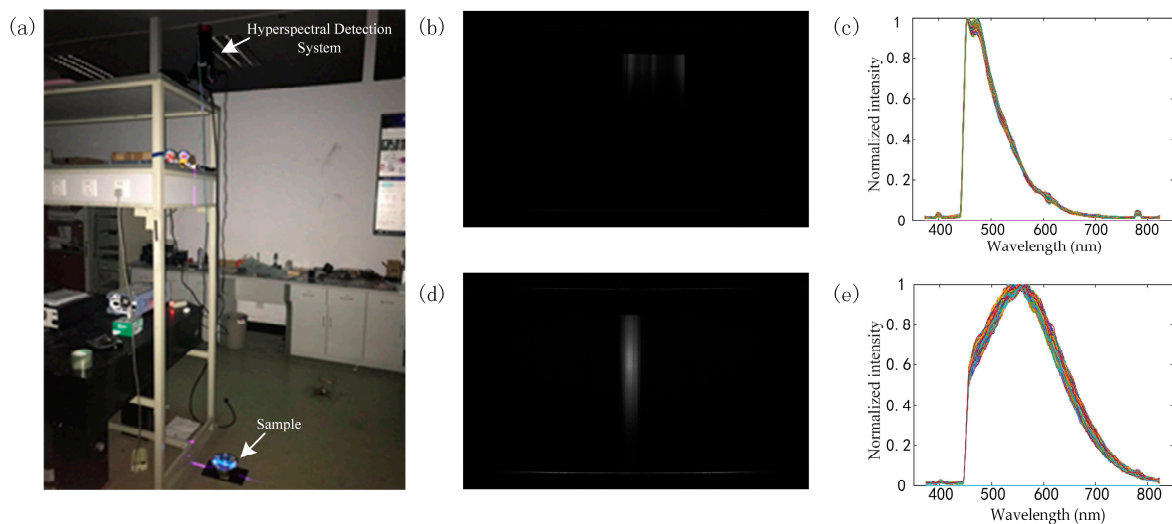 (a)
Hyperspectral Detection
System
Sample
(b)
(c)
Normalized intensity
1
0.8
0.6
0.4
0.2
0
400 500 600 700 800
Wavelength (nm)
(d)
(e)
Normalized intensity
1
0.8
0.6
0.4
0.2
0
400 500 600 700 800
Wavelength (nm)